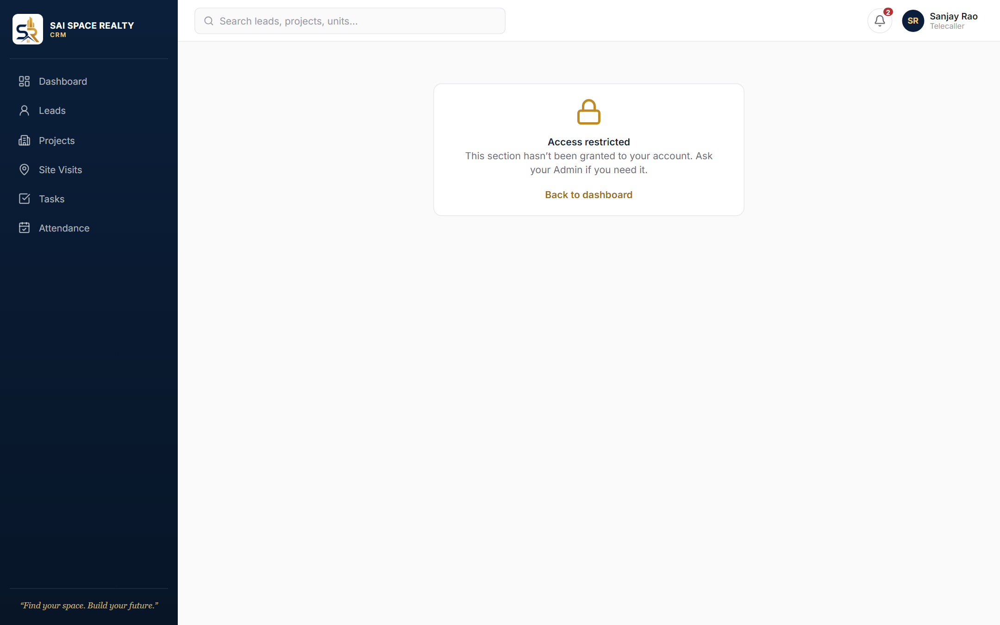 SAI SPACE REALTY
CRM
Search leads, projects, units...
2
SR
Sanjay Rao
Telecaller
Dashboard
Leads
Projects
Site Visits
Tasks
Attendance
Access restricted
This section hasn’t been granted to your account. Ask
your Admin if you need it.
Back to dashboard
“Find your space. Build your future.”